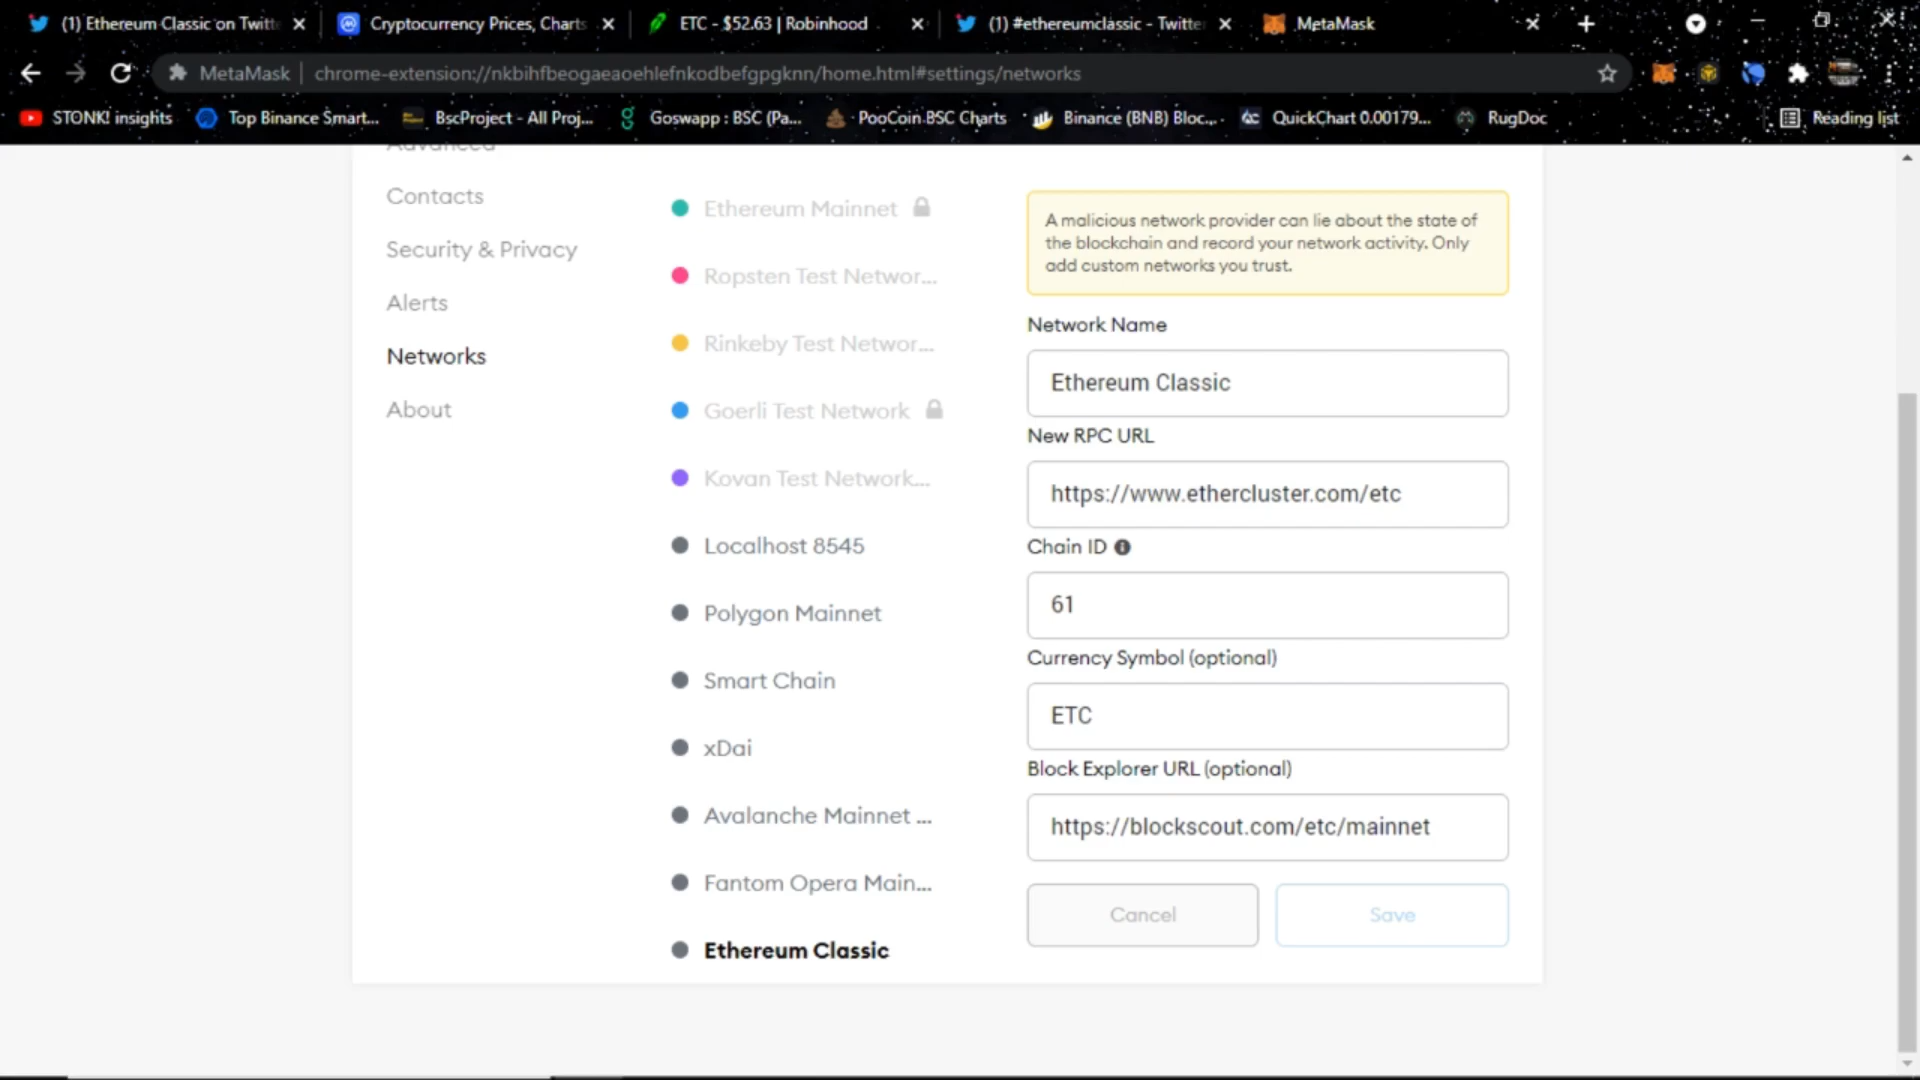 (1) Ethereum Classic on Twitt
Cryptocurrency Prices, Charts
ETC - $52.63 | Robinhood
(1) #ethereumclassic - Twitte
MetaMask
MetaMask
chrome-extension://nkbihfbeogaeaoehlefnkodbefgpgknn/home.html#settings/networks
STONK! insights
Top Binance Smart...
BscProject - All Proj...
Goswapp : BSC (Pa...
PooCoin BSC Charts
Binance (BNB) Bloc...
QuickChart 0.00179...
RugDoc
Reading list
Advanced
Contacts
Security & Privacy
Alerts
Networks
About
Ethereum Mainnet
Ropsten Test Networ...
Rinkeby Test Networ...
Goerli Test Network
Kovan Test Network...
Localhost 8545
Polygon Mainnet
Smart Chain
xDai
Avalanche Mainnet ...
Fantom Opera Main...
Ethereum Classic
A malicious network provider can lie about the state of
the blockchain and record your network activity. Only
add custom networks you trust.
Network Name
Ethereum Classic
New RPC URL
https://www.ethercluster.com/etc
Chain ID
61
Currency Symbol (optional)
ETC
Block Explorer URL (optional)
https://blockscout.com/etc/mainnet
Cancel
Save